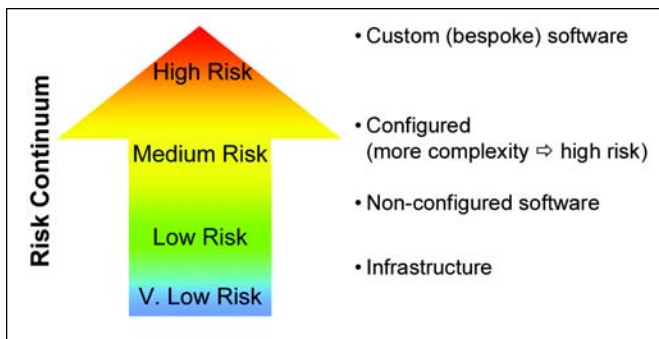 Risk Continuum
High Risk
Medium Risk
Low Risk
V. Low Risk
• Custom (bespoke) software
• Configured
(more complexity ⇨ high risk)
• Non-configured software
• Infrastructure